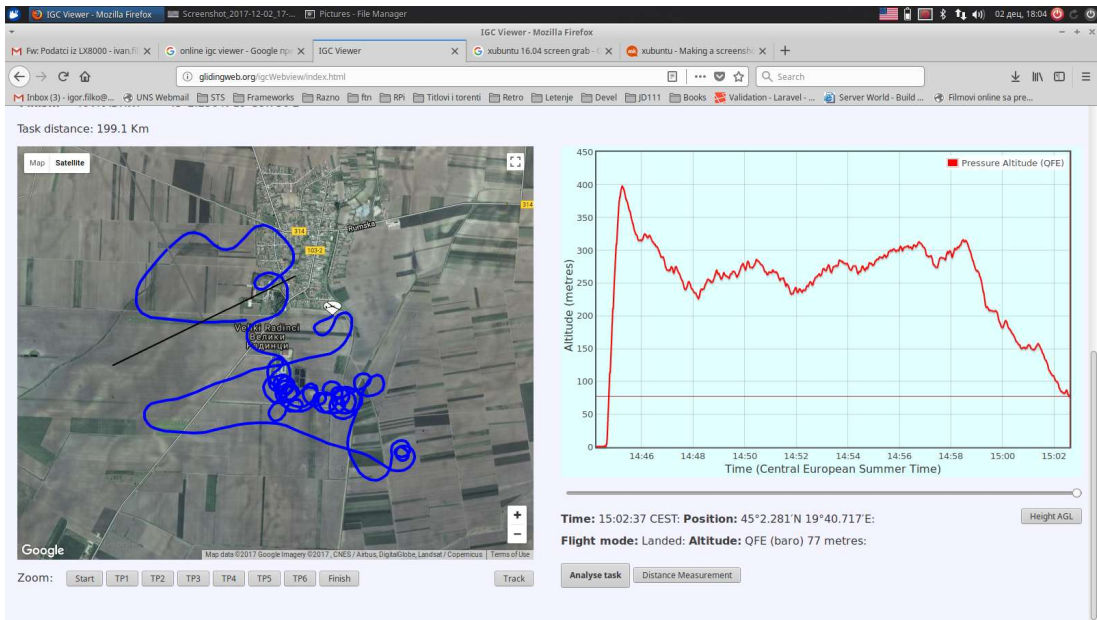 IGC Viewer - Mozilla Firefox
Screenshot_2017-12-02_17-...
Pictures - File Manager
02 дец, 18:04
IGC Viewer - Mozilla Firefox
Fw: Podatci iz LX8000 - ivan.fil
online igc viewer - Google пре
IGC Viewer
xubuntu 16.04 screen grab -
xubuntu - Making a screensh
glidingweb.org/igcWebview/index.html
Search
Inbox (3) - igor.filko@...
UNS Webmail
STS
Frameworks
Razno
ftn
RPi
Titlovi i torenti
Retro
Letenje
Devel
JD111
Books
Validation - Laravel - ...
Server World - Build ...
Filmovi online sa pre...
Task distance: 199.1 Km
Map
Satellite
314
314
Rumska
103-2
Veliki Radinci
Велики
Радинци
Google
Map data ©2017 Google Imagery ©2017 , CNES / Airbus, DigitalGlobe, Landsat / Copernicus
Terms of Use
+
−
Zoom:
Start
TP1
TP2
TP3
TP4
TP5
TP6
Finish
Track
Pressure Altitude (QFE)
Altitude (metres)
450
400
350
300
250
200
150
100
50
0
14:46
14:48
14:50
14:52
14:54
14:56
14:58
15:00
15:02
Time (Central European Summer Time)
Time: 15:02:37 CEST: Position: 45°2.281′N 19°40.717′E:
Height AGL
Flight mode: Landed: Altitude: QFE (baro) 77 metres:
Analyse task
Distance Measurement